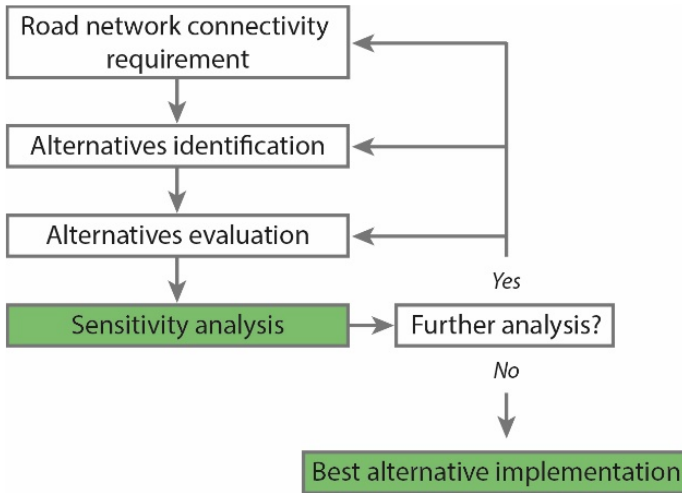 Road network connectivity
requirement
Alternatives identification
Alternatives evaluation
Yes
Sensitivity analysis
Further analysis?
No
Best alternative implementation